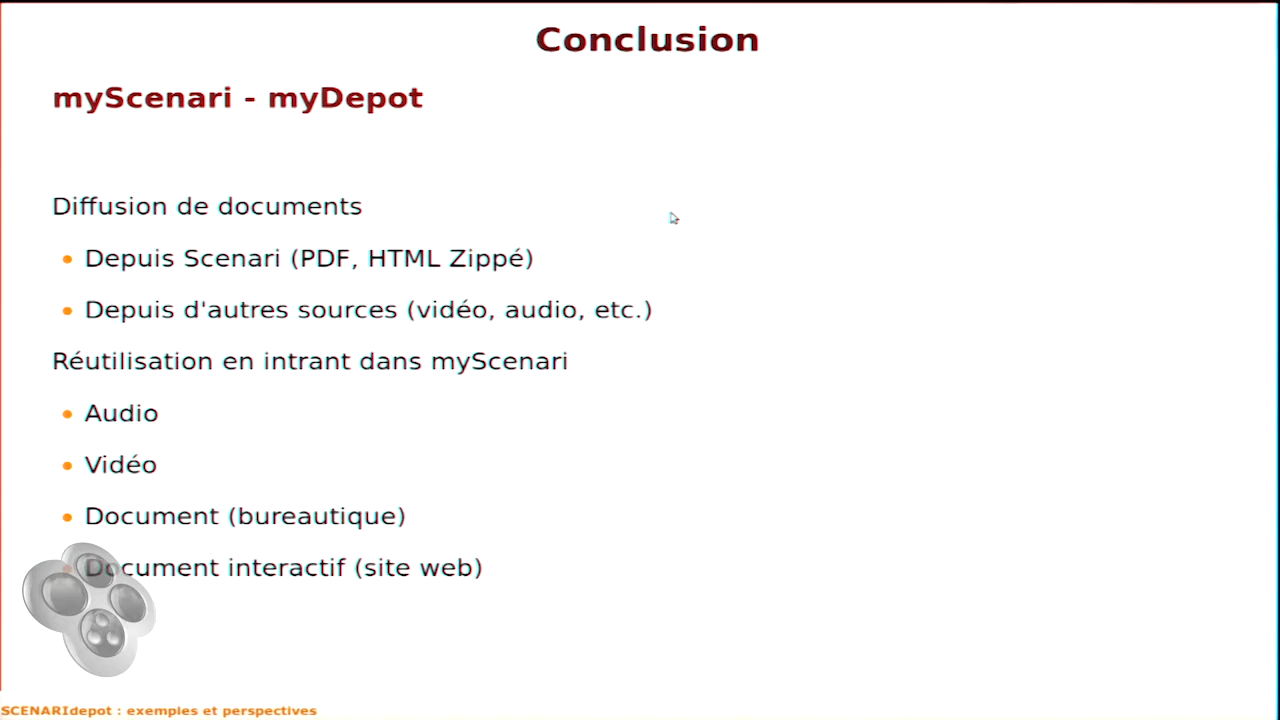 Conclusion
myScenari - myDepot
Diffusion de documents
Depuis Scenari (PDF, HTML Zippé)
Depuis d'autres sources (vidéo, audio, etc.)
Réutilisation en intrant dans myScenari
Audio
Vidéo
Document (bureautique)
Document interactif (site web)
SCENARIdepot : exemples et perspectives